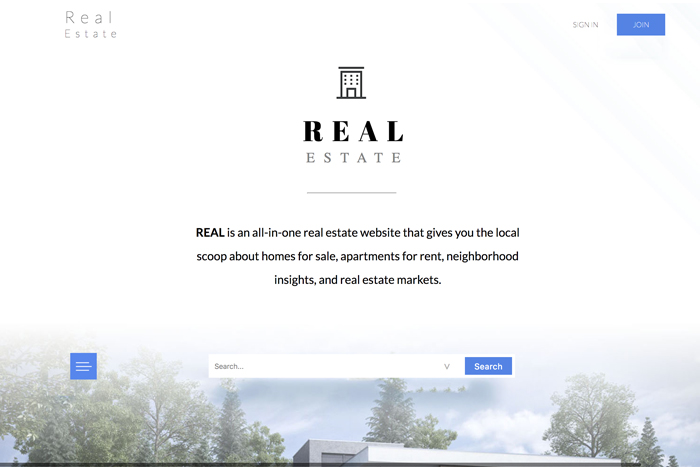 Real
Estate
SIGN IN
JOIN
REAL
ESTATE
REAL is an all-in-one real estate website that gives you the local
scoop about homes for sale, apartments for rent, neighborhood
insights, and real estate markets.
Search...
Search